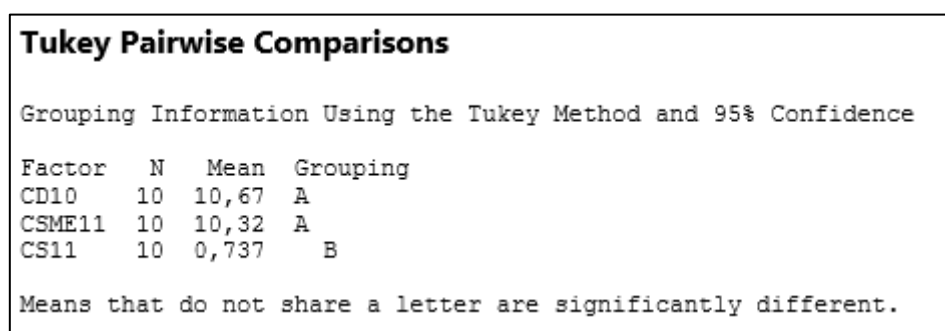 Tukey Pairwise Comparisons
Grouping Information Using the Tukey Method and 95% Confidence
Factor N Mean Grouping
CD10 10 10,67 A
CSME11 10 10,32 A
CS11 10 0,737 B
Means that do not share a letter are significantly different.